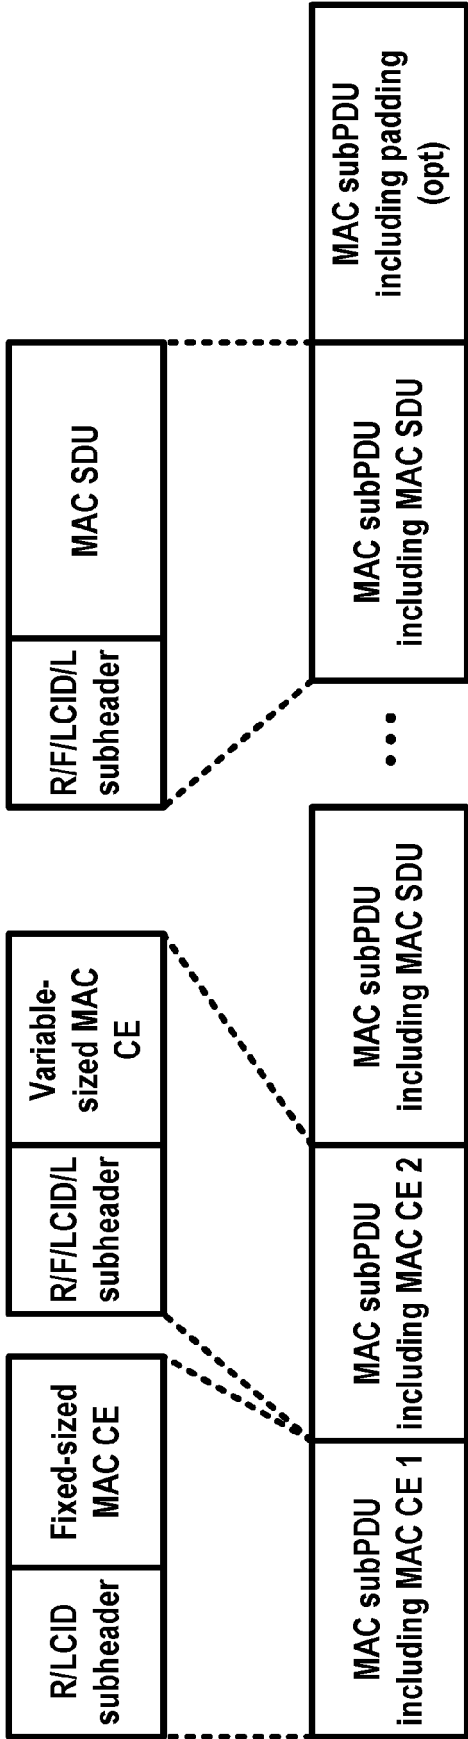 R/LCID
subheader
Fixed-sized
MAC CE
R/F/LCID/L
subheader
Variable-
sized MAC
CE
R/F/LCID/L
subheader
MAC SDU
MAC subPDU
including MAC CE 1
MAC subPDU
including MAC CE 2
MAC subPDU
including MAC SDU
...
MAC subPDU
including MAC SDU
MAC subPDU
including padding
(opt)